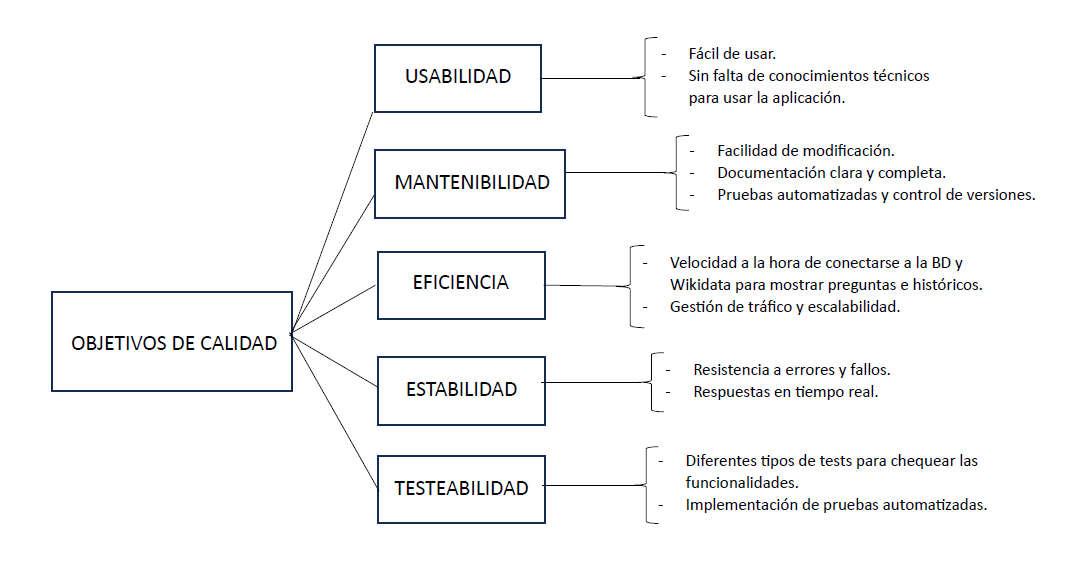 USABILIDAD
- Fácil de usar.
- Sin falta de conocimientos técnicos
para usar la aplicación.
MANTENIBILIDAD
- Facilidad de modificación.
- Documentación clara y completa.
- Pruebas automatizadas y control de versiones.
EFICIENCIA
- Velocidad a la hora de conectarse a la BD y
Wikidata para mostrar preguntas e históricos.
- Gestión de tráfico y escalabilidad.
OBJETIVOS DE CALIDAD
ESTABILIDAD
- Resistencia a errores y fallos.
- Respuestas en tiempo real.
TESTEABILIDAD
- Diferentes tipos de tests para chequear las
funcionalidades.
- Implementación de pruebas automatizadas.